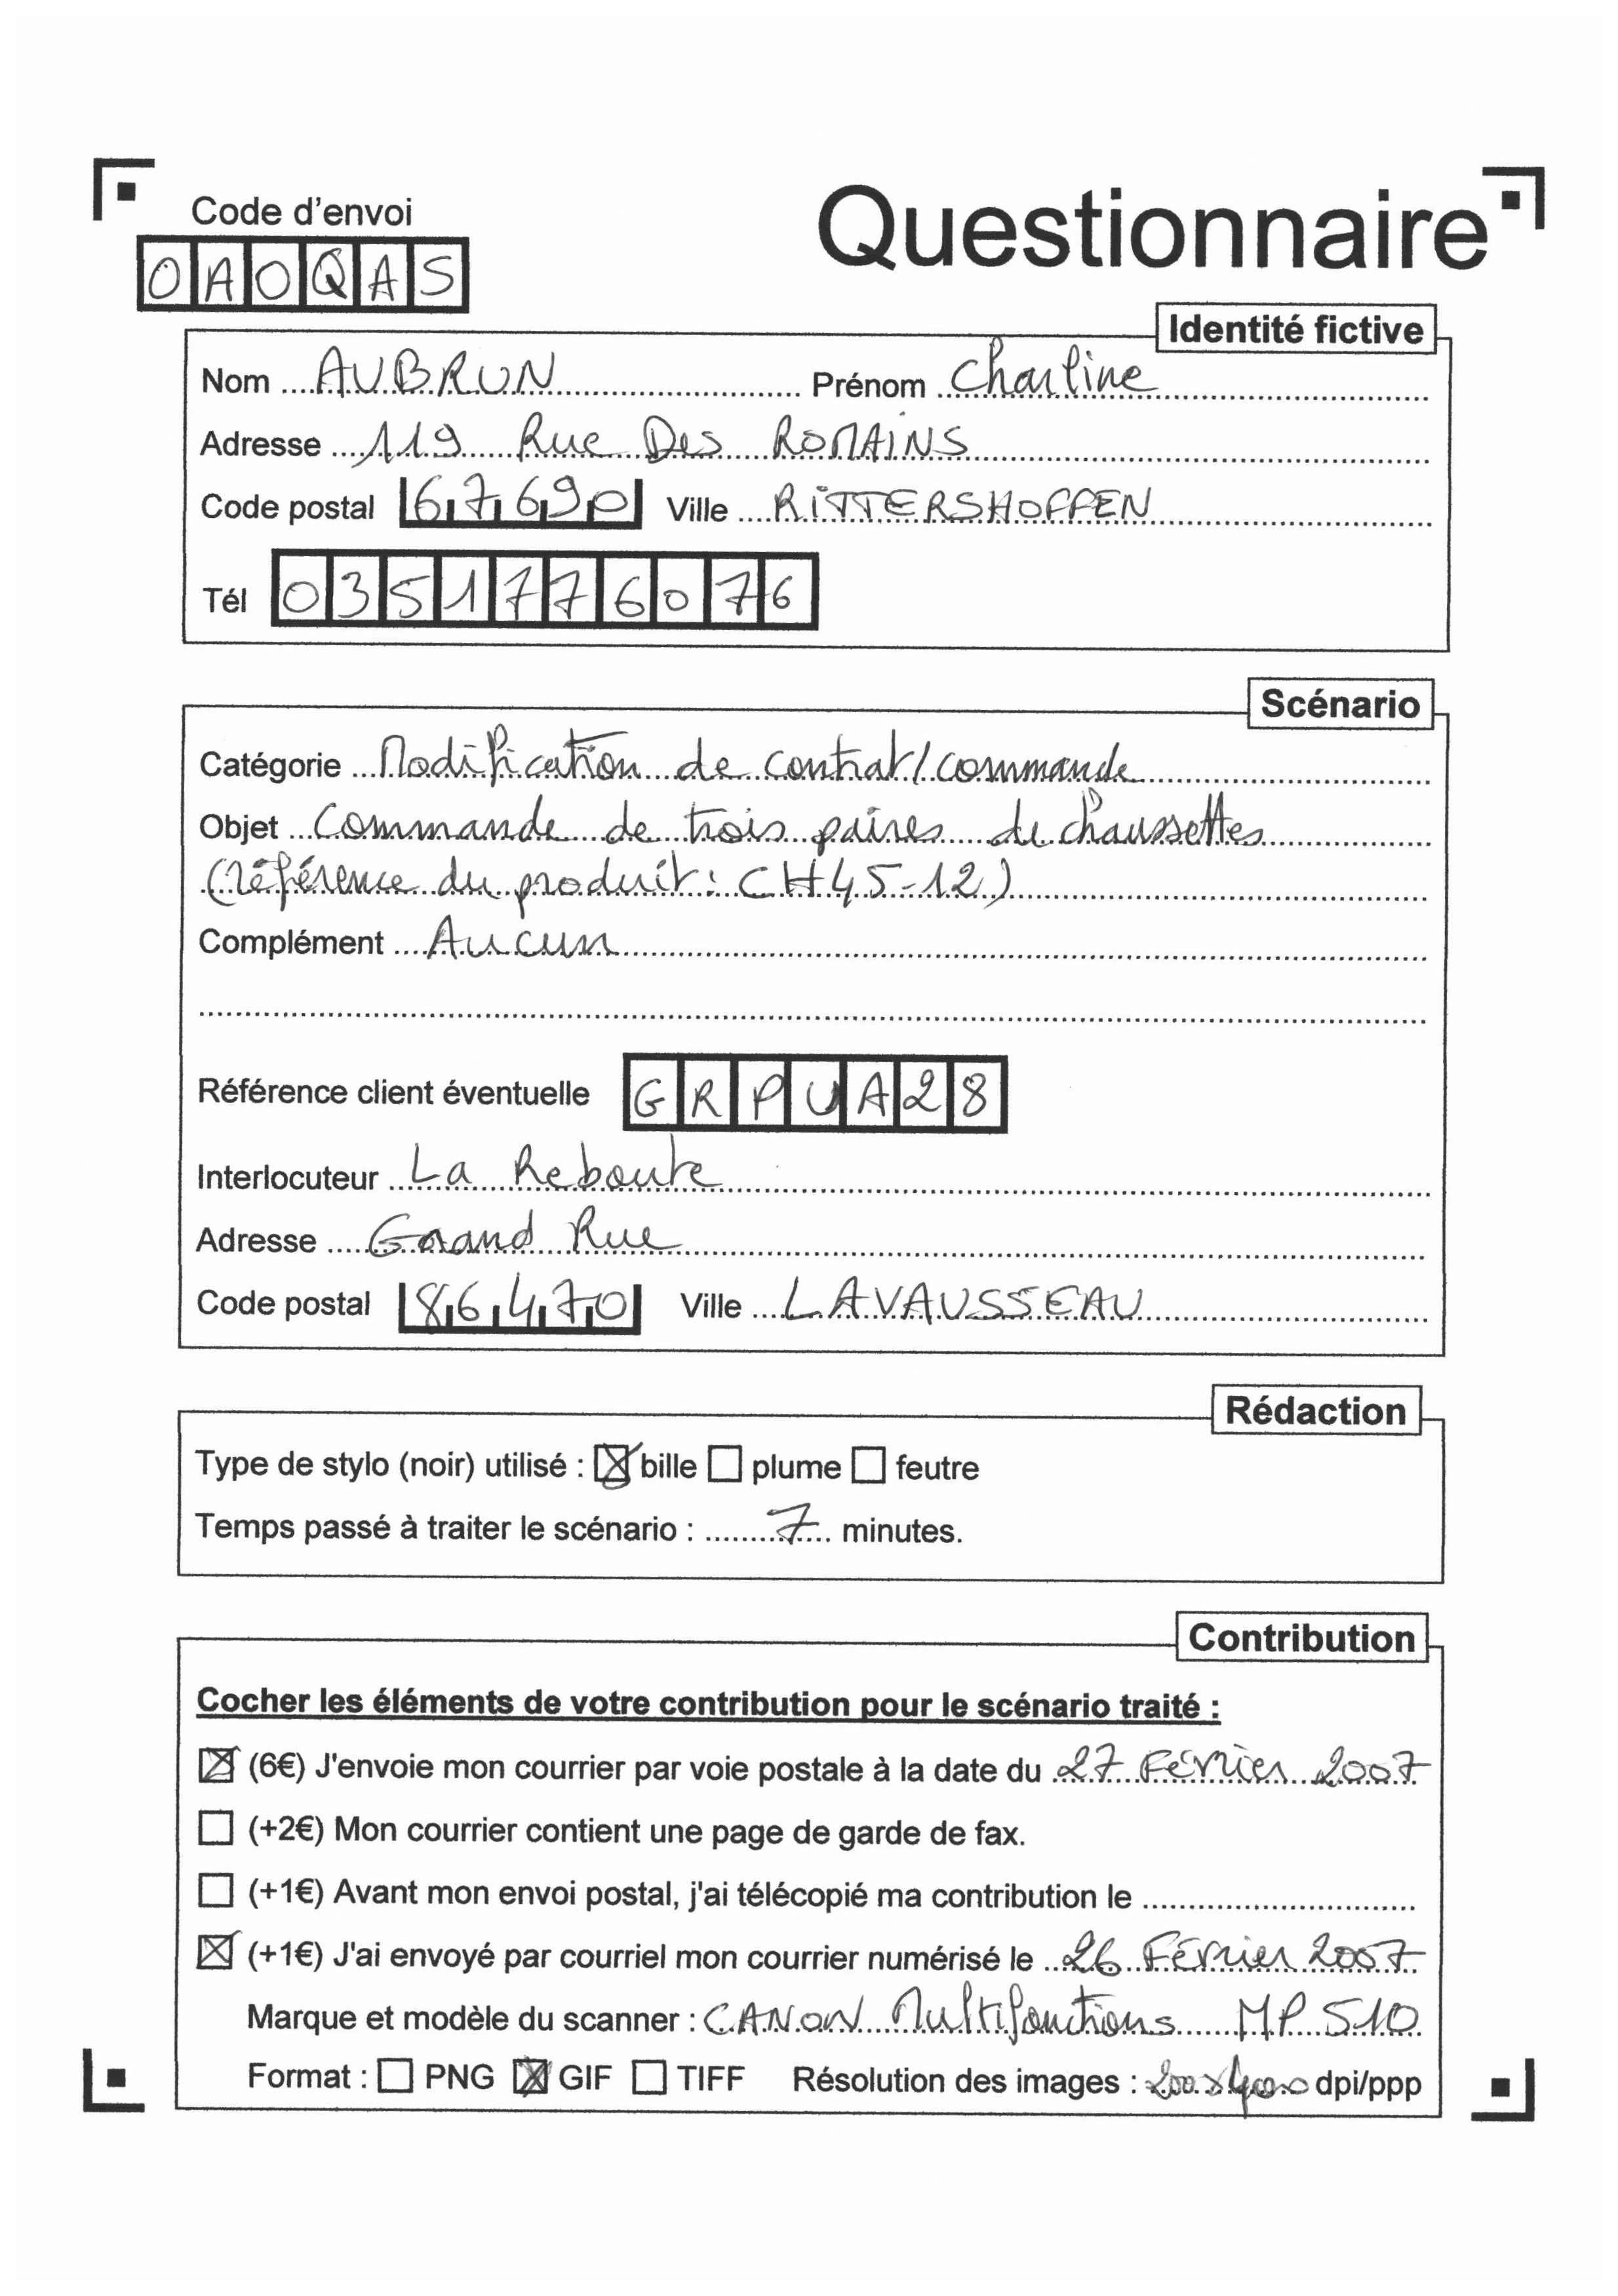 Questionnaire
Code d'envoi
OAOQAS
Identité fictive
Nom AUBRUN Prénom Charline
Adresse 119 Rue Des ROMAINS
Code postal 67690 Ville RITTERSHOFFEN
Tél 0351776076
Scénario
Catégorie Modification de contrat/commande
Objet Commande de trois paires de chaussettes
(référence du produit : CH45-12)
Complément Aucun
Référence client éventuelle GRPUA28
Interlocuteur La Reboute
Adresse Grand Rue
Code postal 86470 Ville LAVAUSSEAU
Rédaction
Type de stylo (noir) utilisé : bille plume feutre
Temps passé à traiter le scénario : 7 minutes.
Contribution
Cocher les éléments de votre contribution pour le scénario traité :
(6€) J'envoie mon courrier par voie postale à la date du 27 Février 2007
(+2€) Mon courrier contient une page de garde de fax.
(+1€) Avant mon envoi postal, j'ai télécopié ma contribution le
(+1€) J'ai envoyé par courriel mon courrier numérisé le 26 Février 2007
Marque et modèle du scanner : CANON Multifonctions MP 510
Format : PNG GIF TIFF Résolution des images : dpi/ppp